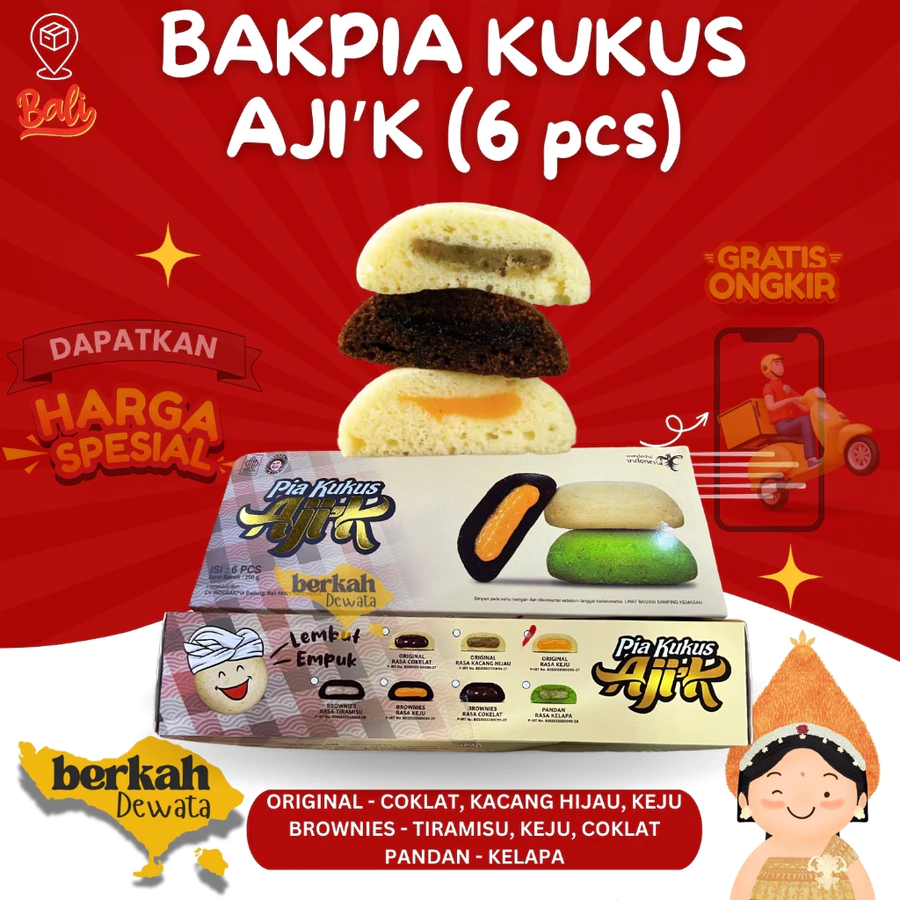 BAKPIA KUKUS
AJI'K (6 pcs)
Bali
GRATIS
ONGKIR
DAPATKAN
HARGA
SPESIAL
wonderful
indonesia
Pia Kukus
Aji'K
ISI : 6 PCS
berkah
Dewata
Lembut
Empuk
ORIGINAL
RASA COKELAT
ORIGINAL
RASA KACANG HIJAU
ORIGINAL
RASA KEJU
BROWNIES
RASA TIRAMISU
BROWNIES
RASA KEJU
BROWNIES
RASA COKELAT
PANDAN
RASA KELAPA
Pia Kukus
Aji'K
berkah
Dewata
ORIGINAL - COKLAT, KACANG HIJAU, KEJU
BROWNIES - TIRAMISU, KEJU, COKLAT
PANDAN - KELAPA